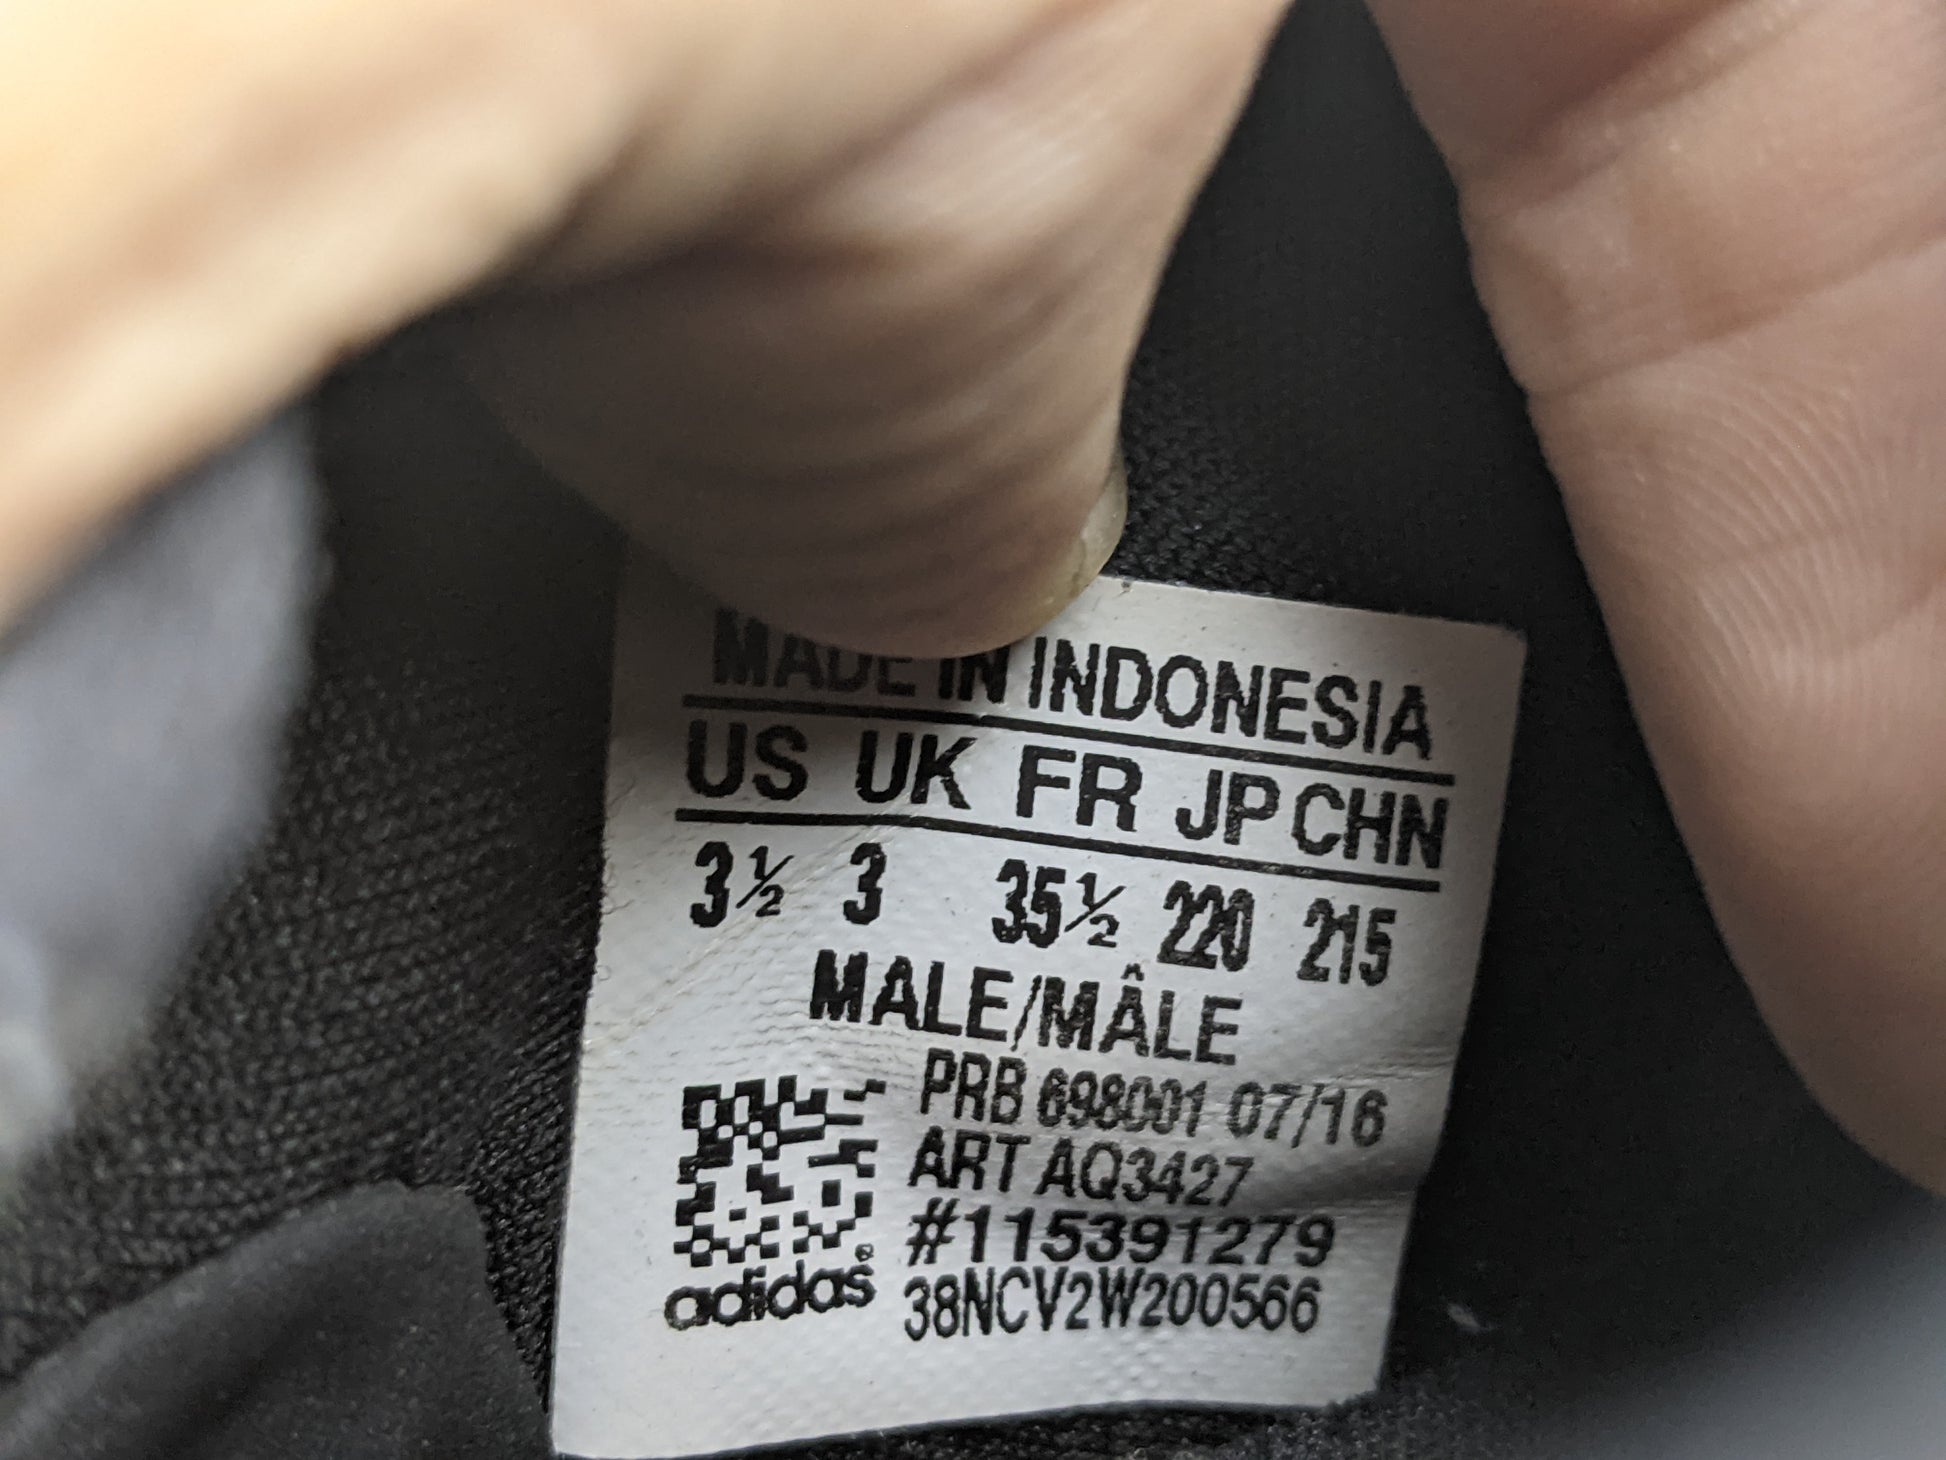 MADE IN INDONESIA
US UK FR JP CHN
3½ 3 35½ 220 215
MALE/MÂLE
PRB 698001 07/16
ART AQ3427
#115391279
adidas® 38NCV2W200566